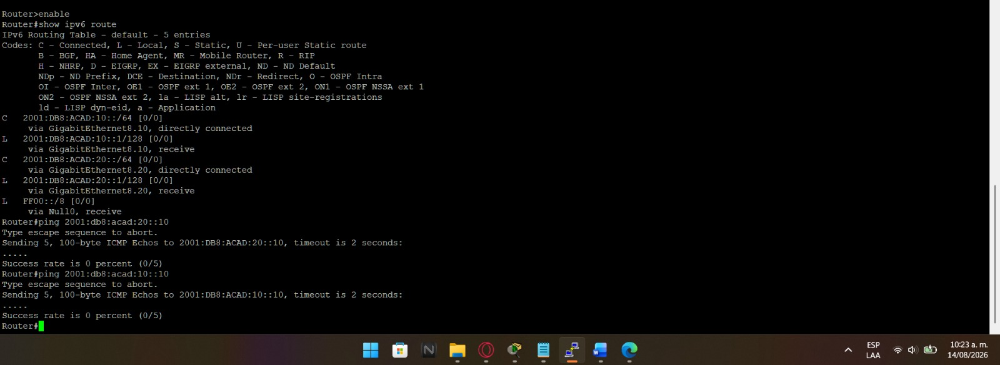 Router>enable
Router#show ipv6 route
IPv6 Routing Table - default - 5 entries
Codes: C - Connected, L - Local, S - Static, U - Per-user Static route
       B - BGP, HA - Home Agent, MR - Mobile Router, R - RIP
       H - NHRP, D - EIGRP, EX - EIGRP external, ND - ND Default
       NDp - ND Prefix, DCE - Destination, NDr - Redirect, O - OSPF Intra
       OI - OSPF Inter, OE1 - OSPF ext 1, OE2 - OSPF ext 2, ON1 - OSPF NSSA ext 1
       ON2 - OSPF NSSA ext 2, la - LISP alt, lr - LISP site-registrations
       ld - LISP dyn-eid, a - Application
C   2001:DB8:ACAD:10::/64 [0/0]
     via GigabitEthernet8.10, directly connected
L   2001:DB8:ACAD:10::1/128 [0/0]
     via GigabitEthernet8.10, receive
C   2001:DB8:ACAD:20::/64 [0/0]
     via GigabitEthernet8.20, directly connected
L   2001:DB8:ACAD:20::1/128 [0/0]
     via GigabitEthernet8.20, receive
L   FF00::/8 [0/0]
     via Null0, receive
Router#ping 2001:db8:acad:20::10
Type escape sequence to abort.
Sending 5, 100-byte ICMP Echos to 2001:DB8:ACAD:20::10, timeout is 2 seconds:
.....
Success rate is 0 percent (0/5)
Router#ping 2001:db8:acad:10::10
Type escape sequence to abort.
Sending 5, 100-byte ICMP Echos to 2001:DB8:ACAD:10::10, timeout is 2 seconds:
.....
Success rate is 0 percent (0/5)
Router#
ESP
LAA
10:23 a. m.
14/08/2026